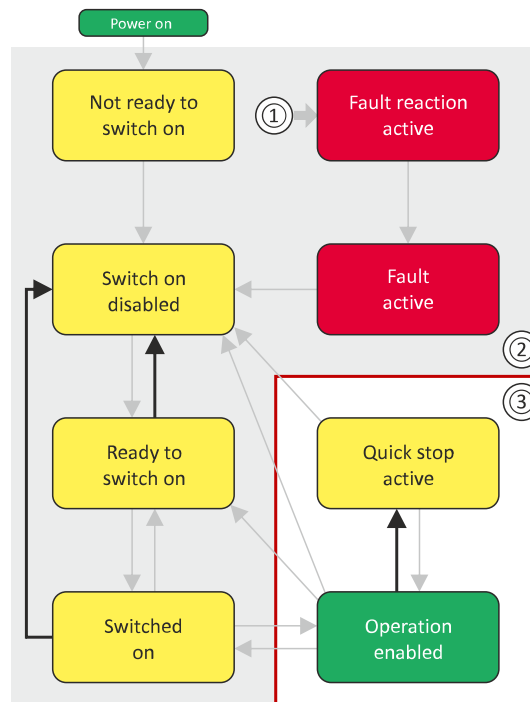 Power on
Not ready to
switch on
1
Fault reaction
active
Switch on
disabled
Fault
active
2
3
Ready to
switch on
Quick stop
active
Switched
on
Operation
enabled